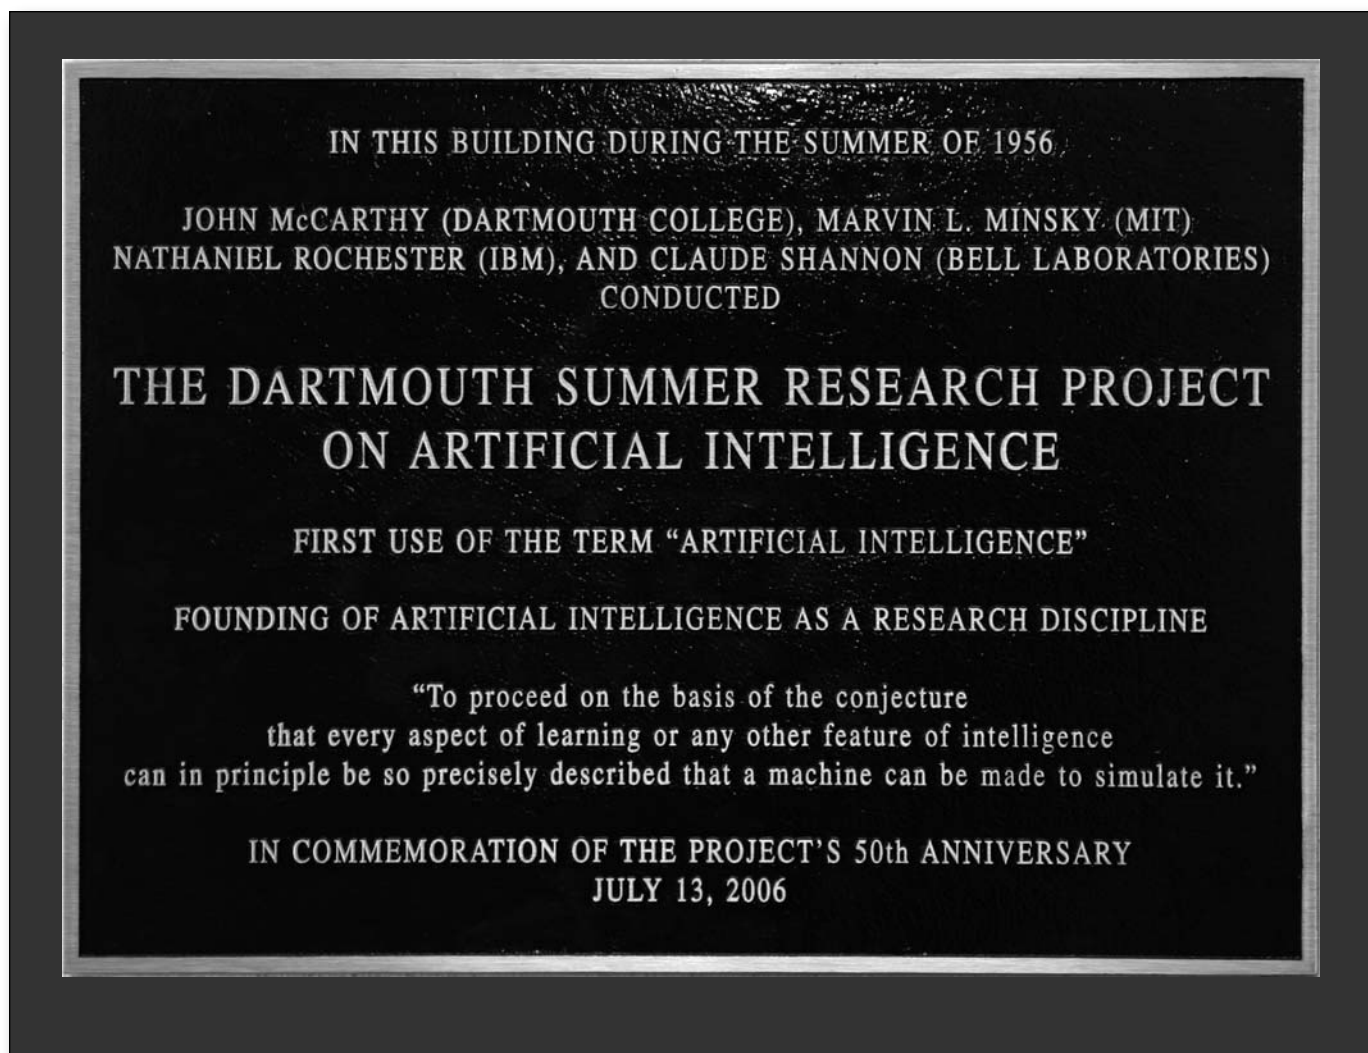 IN THIS BUILDING DURING THE SUMMER OF 1956
JOHN McCARTHY (DARTMOUTH COLLEGE), MARVIN L. MINSKY (MIT)
NATHANIEL ROCHESTER (IBM), AND CLAUDE SHANNON (BELL LABORATORIES)
CONDUCTED
THE DARTMOUTH SUMMER RESEARCH PROJECT
ON ARTIFICIAL INTELLIGENCE
FIRST USE OF THE TERM “ARTIFICIAL INTELLIGENCE”
FOUNDING OF ARTIFICIAL INTELLIGENCE AS A RESEARCH DISCIPLINE
“To proceed on the basis of the conjecture
that every aspect of learning or any other feature of intelligence
can in principle be so precisely described that a machine can be made to simulate it.”
IN COMMEMORATION OF THE PROJECT’S 50th ANNIVERSARY
JULY 13, 2006